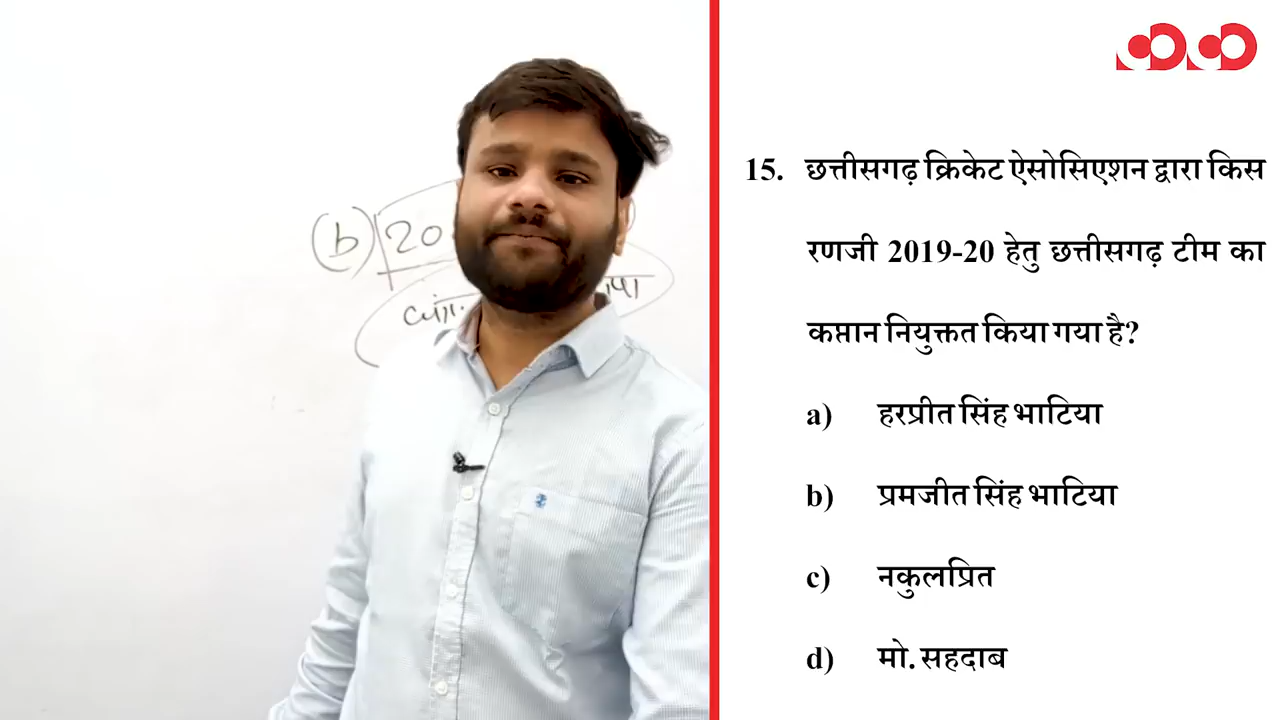 15. छत्तीसगढ़ क्रिकेट ऐसोसिएशन द्वारा किस
रणजी 2019-20 हेतु छत्तीसगढ़ टीम का
कप्तान नियुक्तत किया गया है?
a) हरप्रीत सिंह भाटिया
b) प्रमजीत सिंह भाटिया
c) नकुलप्रित
d) मो. सहदाब
(b) 20